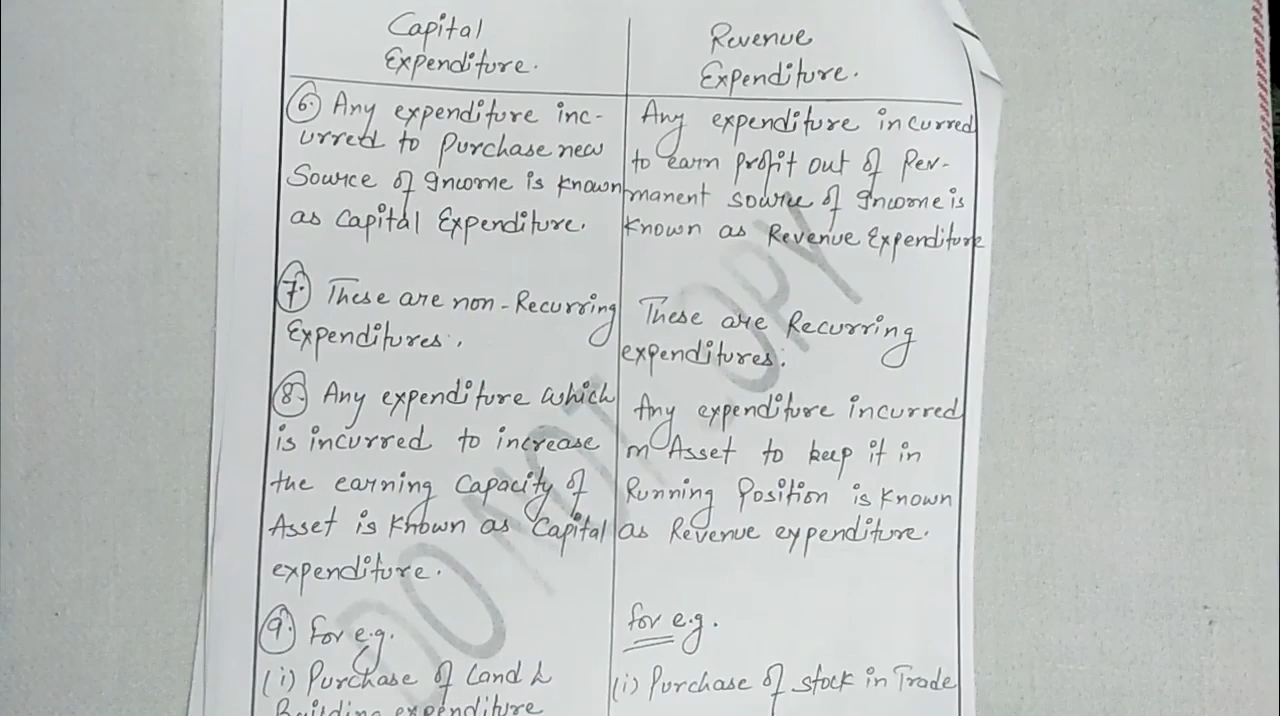 Capital
Expenditure.
Revenue
Expenditure.
6. Any expenditure inc-
urred to Purchase new
Source of Income is known
as Capital Expenditure.
Any expenditure incurred
to earn profit out of Per-
manent source of Income is
known as Revenue Expenditure
7. These are non-Recurring
Expenditures.
These are Recurring
expenditures.
8. Any expenditure which
is incurred to increase
the earning Capacity of
Asset is known as Capital
expenditure.
Any expenditure incurred
on Asset to keep it in
Running Position is known
as Revenue expenditure.
9. for e.g.
(i) Purchase of Land &
Building expenditure
for e.g.
(i) Purchase of stock in Trade
DO NOT COPY